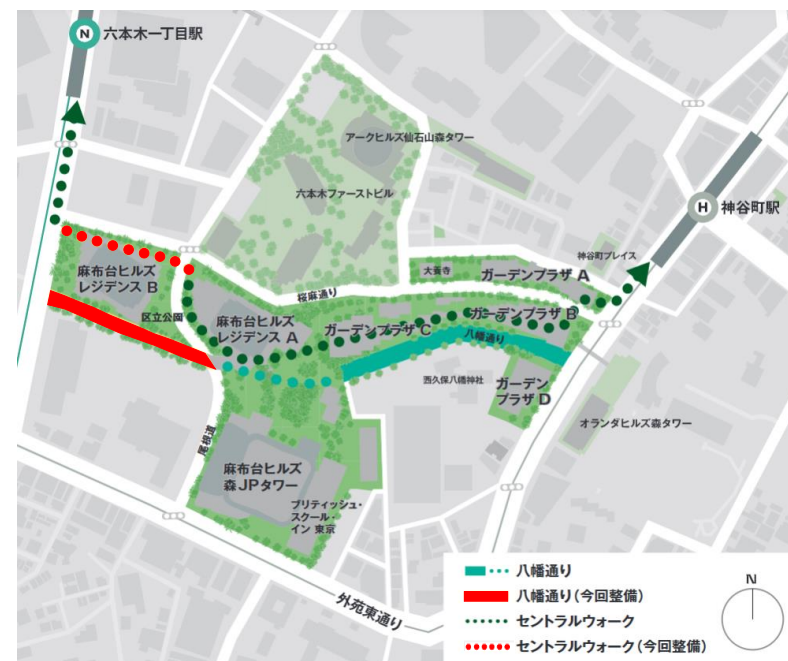 N 六本木一丁目駅
アークヒルズ仙石山森タワー
六本木ファーストビル
H 神谷町駅
神谷町プレイス
大養寺
ガーデンプラザ A
麻布台ヒルズ
レジデンス B
桜麻通り
区立公園
麻布台ヒルズ
レジデンス A
ガーデンプラザ C
ガーデンプラザ B
八幡通り
西久保八幡神社
ガーデン
プラザ D
オランダヒルズ森タワー
尾根道
麻布台ヒルズ
森JPタワー
ブリティッシュ・
スクール・
イン 東京
外苑東通り
八幡通り
八幡通り(今回整備)
セントラルウォーク
セントラルウォーク(今回整備)
N